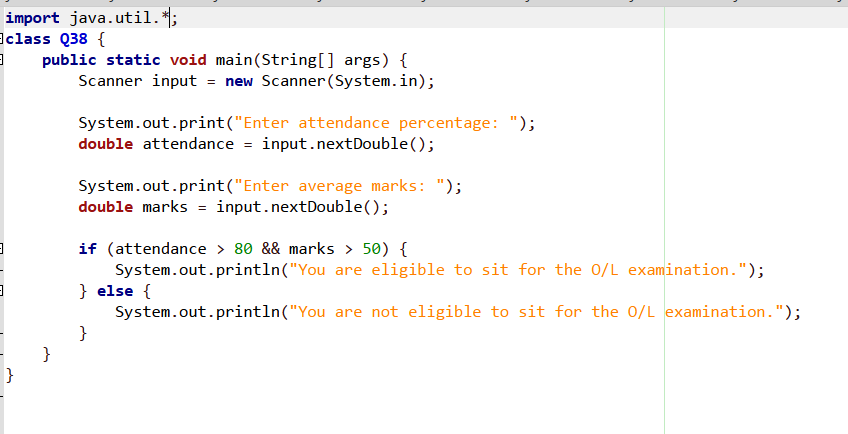 import java.util.*;
class Q38 {
    public static void main(String[] args) {
        Scanner input = new Scanner(System.in);

        System.out.print("Enter attendance percentage: ");
        double attendance = input.nextDouble();

        System.out.print("Enter average marks: ");
        double marks = input.nextDouble();

        if (attendance > 80 && marks > 50) {
            System.out.println("You are eligible to sit for the O/L examination.");
        } else {
            System.out.println("You are not eligible to sit for the O/L examination.");
        }
    }
}